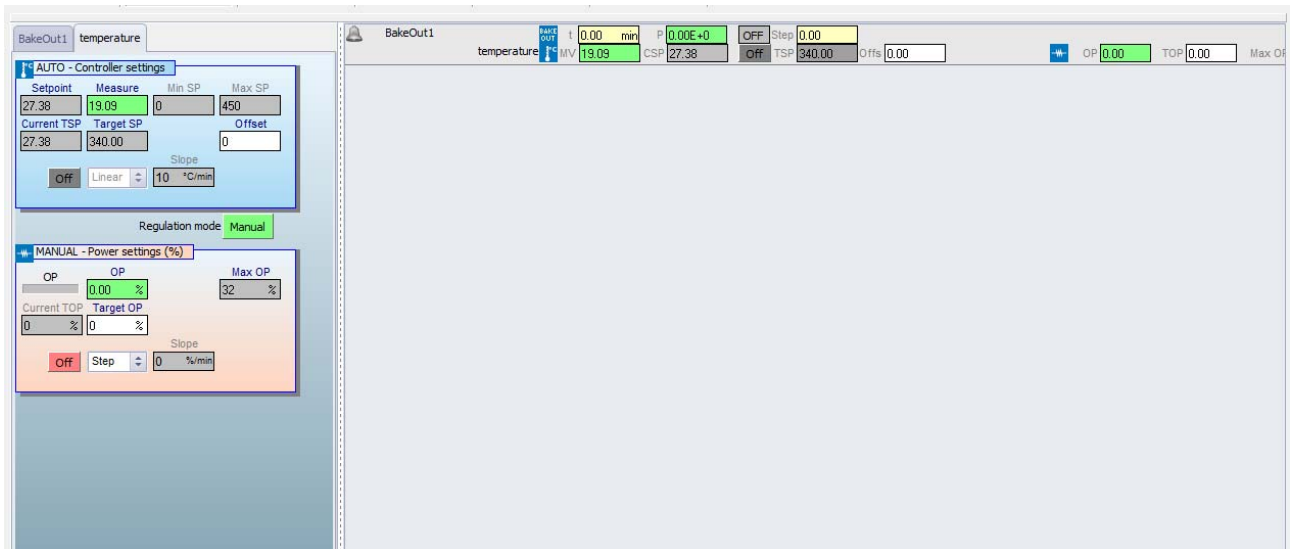 BakeOut1 temperature
AUTO - Controller settings
Setpoint Measure Min SP Max SP
27.38 19.09 0 450
Current TSP Target SP Offset
27.38 340.00 0
Slope
Off Linear 10 °C/min
Regulation mode Manual
MANUAL - Power settings (%)
OP OP Max OP
0.00 % 32 %
Current TOP Target OP
0 % 0 %
Slope
Off Step 0 %/min
BakeOut1 BAKE OUT t 0.00 min P 0.00E+0 OFF Step 0.00
temperature °C MV 19.09 CSP 27.38 Off TSP 340.00 Offs 0.00 OP 0.00 TOP 0.00 Max OP